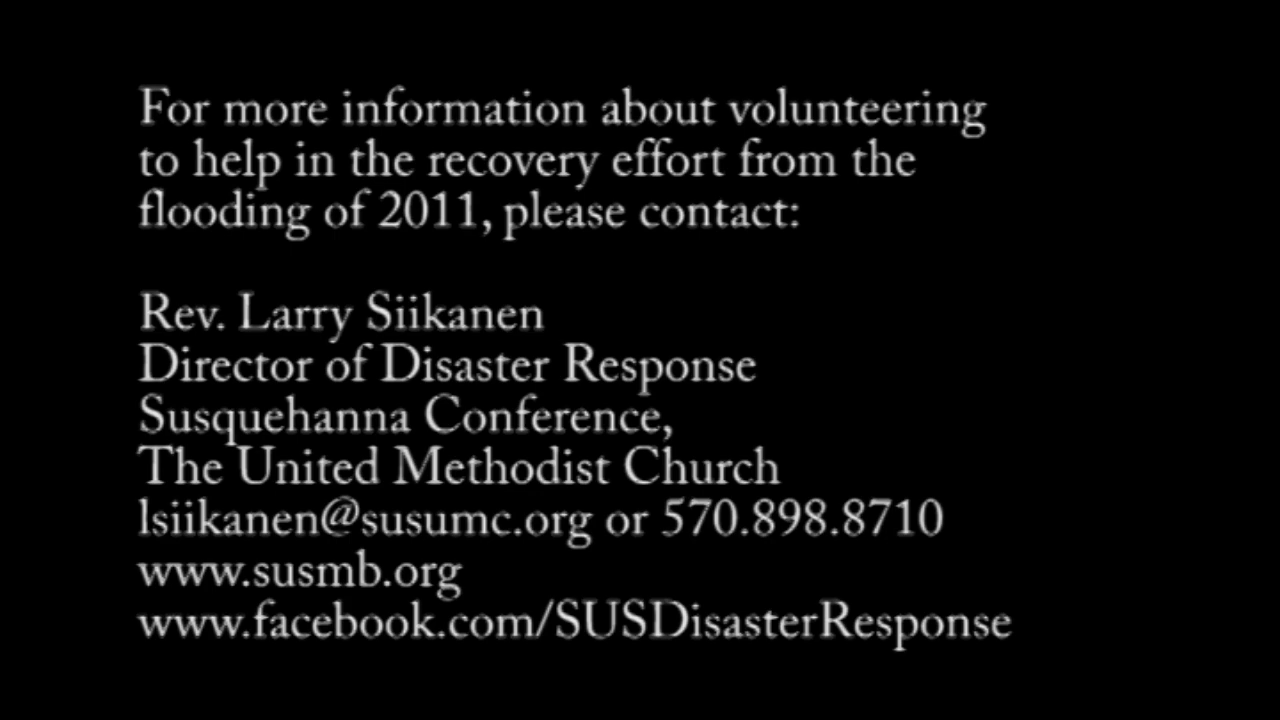 For more information about volunteering
to help in the recovery effort from the
flooding of 2011, please contact:
Rev. Larry Siikanen
Director of Disaster Response
Susquehanna Conference,
The United Methodist Church
lsiikanen@susumc.org or 570.898.8710
www.susmb.org
www.facebook.com/SUSDisasterResponse